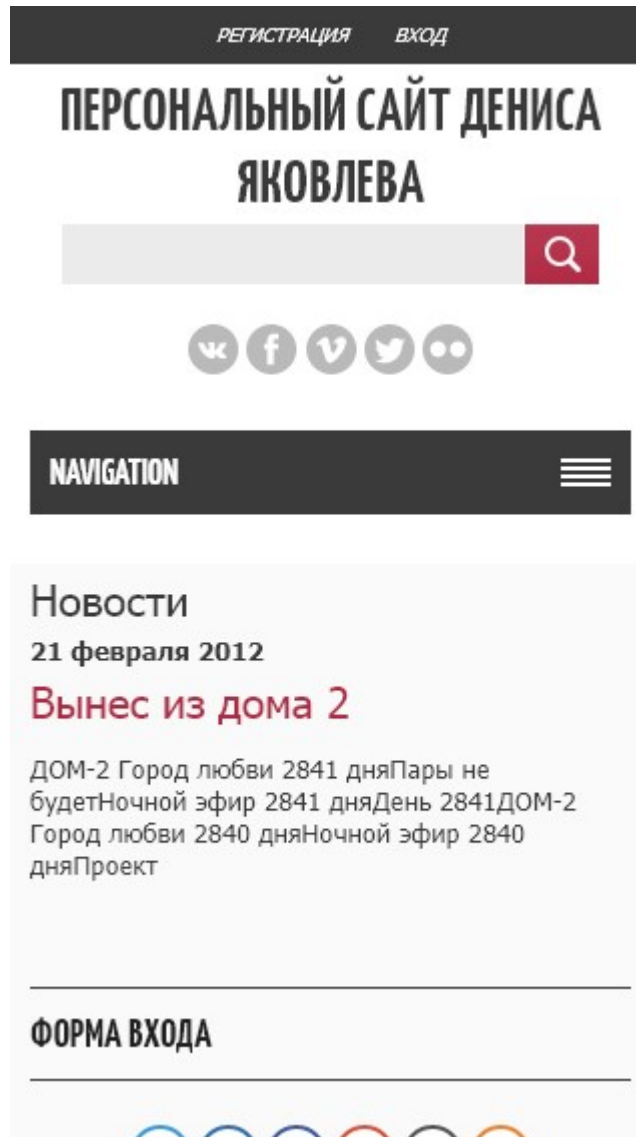 РЕГИСТРАЦИЯ ВХОД
ПЕРСОНАЛЬНЫЙ САЙТ ДЕНИСА
ЯКОВЛЕВА
NAVIGATION
Новости
21 февраля 2012
Вынес из дома 2
ДОМ-2 Город любви 2841 дняПары не
будетНочной эфир 2841 дняДень 2841ДОМ-2
Город любви 2840 дняНочной эфир 2840
дняПроект
ФОРМА ВХОДА